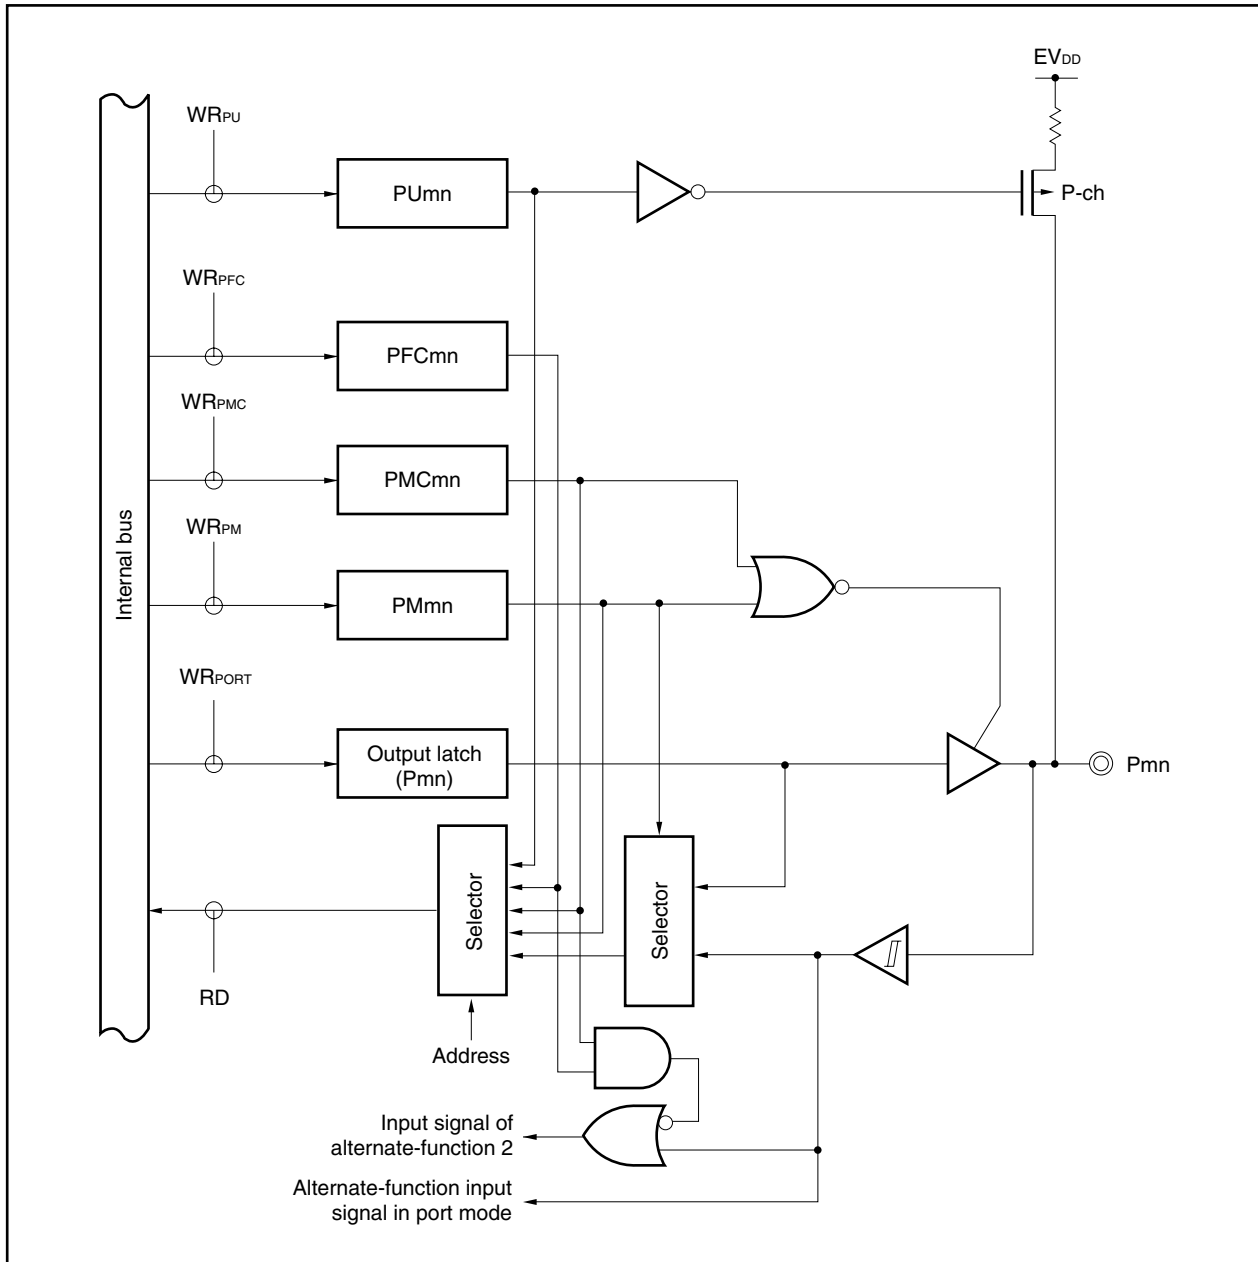 EVDD
WRPU
PUmn
P-ch
WRPFC
PFCmn
WRPMC
PMCmn
Internal bus
WRPM
PMmn
WRPORT
Output latch
(Pmn)
Pmn
Selector
Selector
RD
Address
Input signal of
alternate-function 2
Alternate-function input
signal in port mode